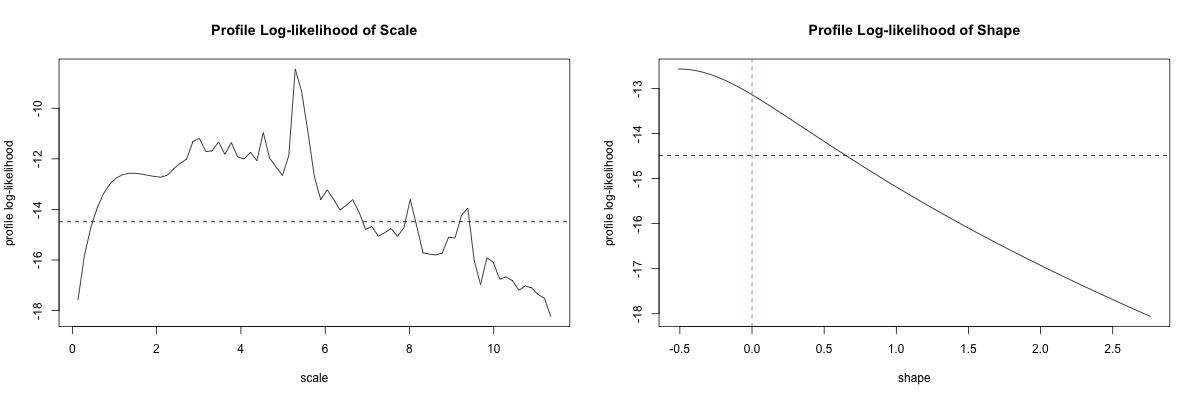 Profile Log-likelihood of Scale
profile log-likelihood
-10
-12
-14
-16
-18
0 2 4 6 8 10
scale
Profile Log-likelihood of Shape
profile log-likelihood
-13
-14
-15
-16
-17
-18
-0.5 0.0 0.5 1.0 1.5 2.0 2.5
shape